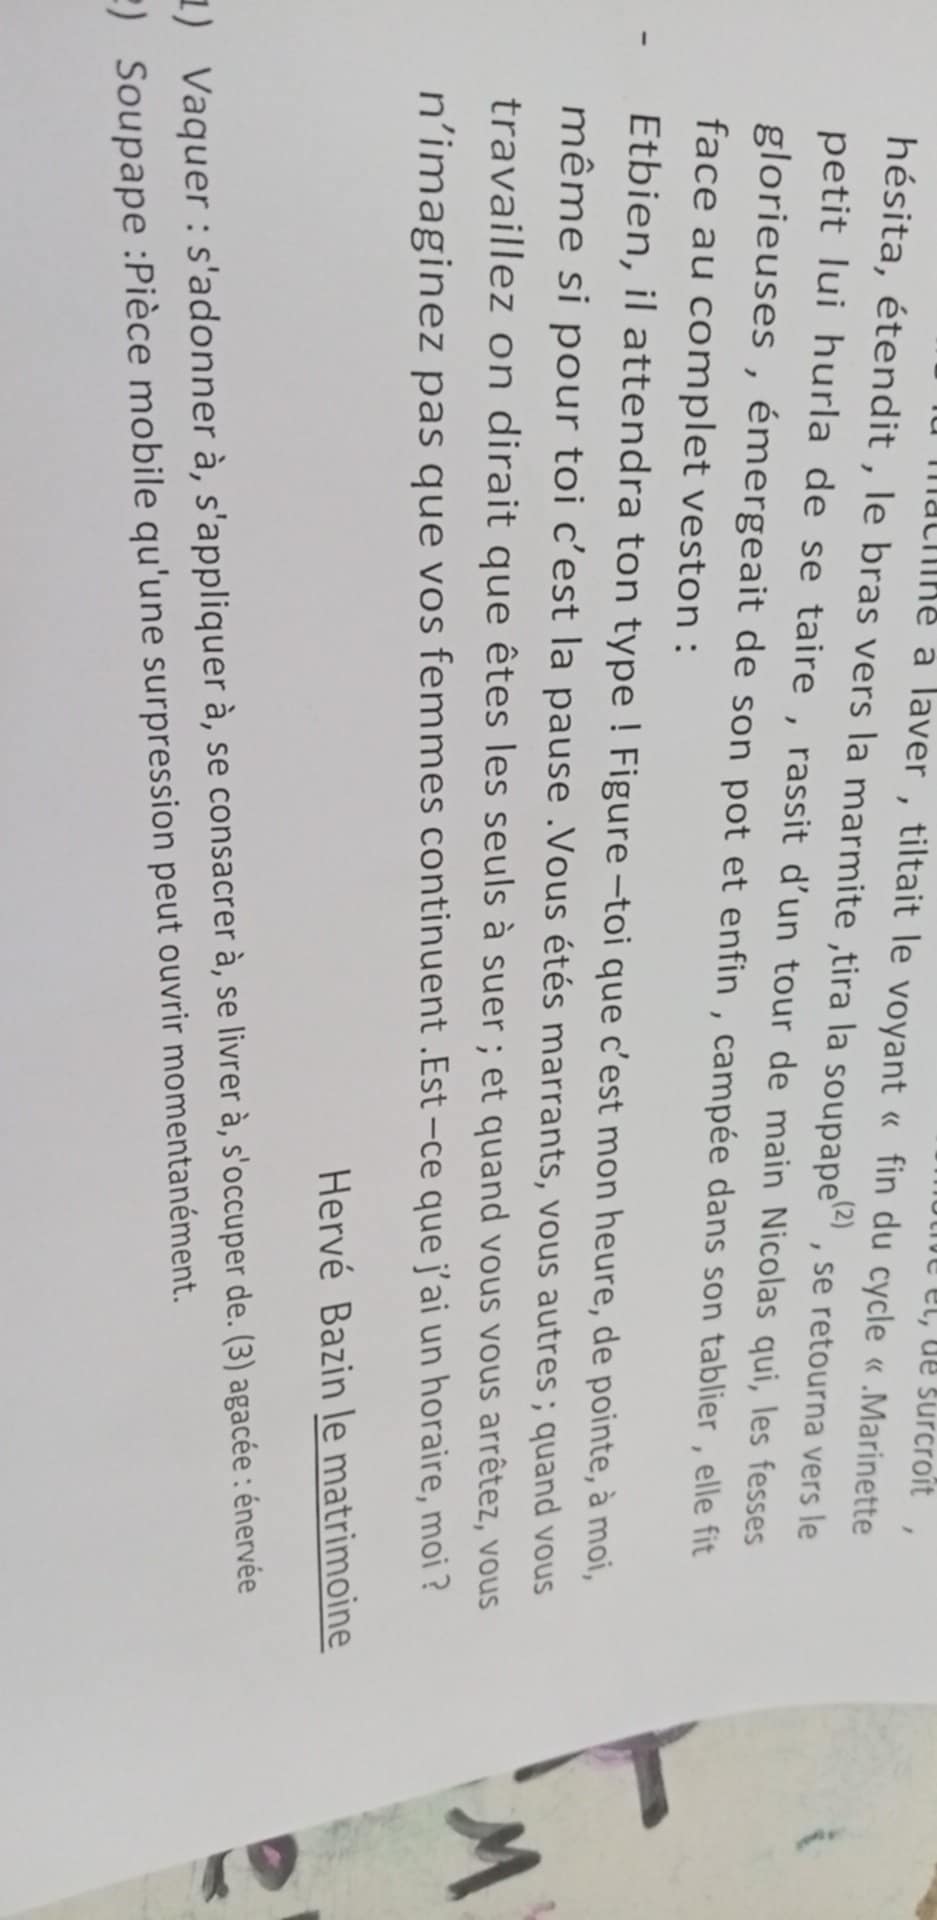 machine à laver , tiltait le voyant « fin du cycle « .Marinette
et, de surcroît ,
hésita, étendit , le bras vers la marmite ,tira la soupape(2) , se retourna vers le
petit lui hurla de se taire , rassit d’un tour de main Nicolas qui, les fesses
glorieuses , émergeait de son pot et enfin , campée dans son tablier , elle fit
face au complet veston :
- Etbien, il attendra ton type ! Figure –toi que c’est mon heure, de pointe, à moi,
même si pour toi c’est la pause .Vous étés marrants, vous autres ; quand vous
travaillez on dirait que êtes les seuls à suer ; et quand vous vous arrêtez, vous
n’imaginez pas que vos femmes continuent .Est –ce que j’ai un horaire, moi ?
Hervé Bazin le matrimoine
1) Vaquer : s'adonner à, s'appliquer à, se consacrer à, se livrer à, s'occuper de. (3) agacée : énervée
2) Soupape :Pièce mobile qu'une surpression peut ouvrir momentanément.
M